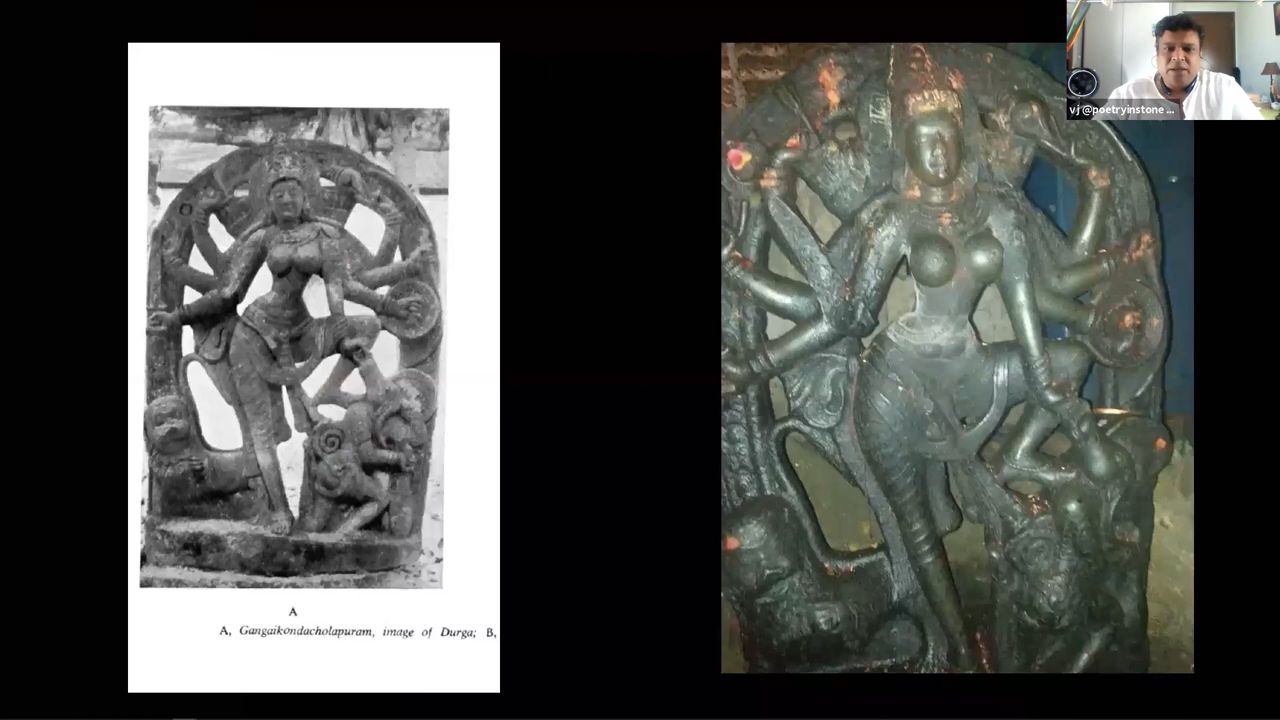 vj @poetryinstone ...
A
A, Gangaikondacholapuram, image of Durga; B,